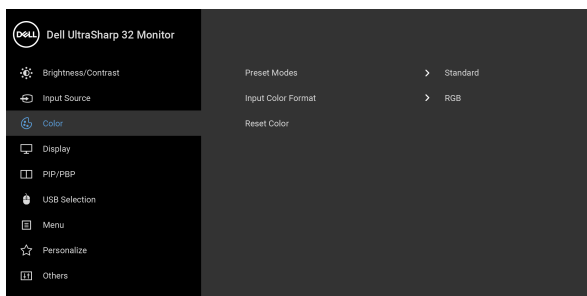 DELL Dell UltraSharp 32 Monitor
Brightness/Contrast
Preset Modes > Standard
Input Source
Input Color Format > RGB
Color
Reset Color
Display
PIP/PBP
USB Selection
Menu
Personalize
Others